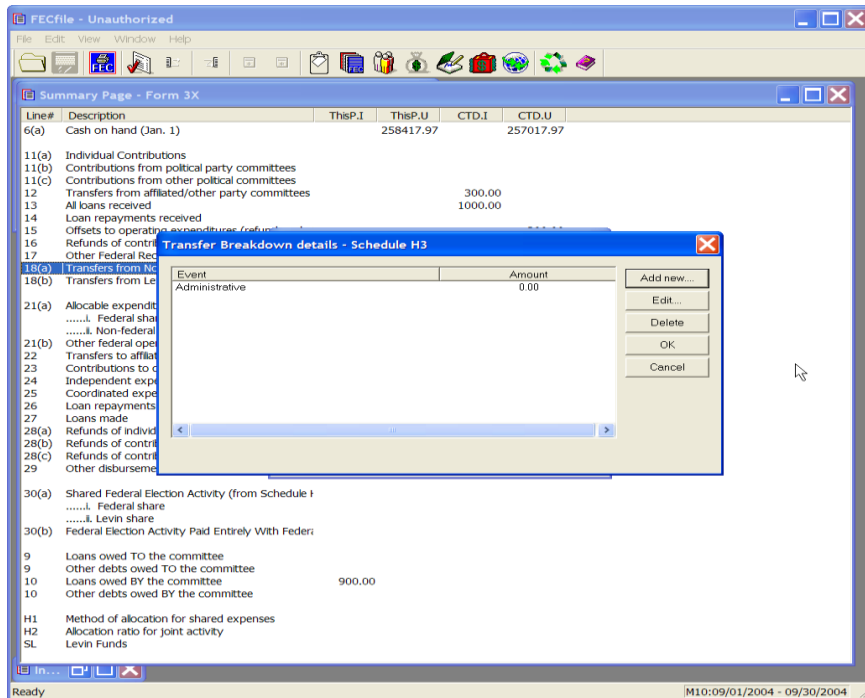 FECfile - Unauthorized
File Edit View Window Help
FEC
Summary Page - Form 3X
Line# Description ThisP.I ThisP.U CTD.I CTD.U
6(a) Cash on hand (Jan. 1) 258417.97 257017.97
11(a) Individual Contributions
11(b) Contributions from political party committees
11(c) Contributions from other political committees
12 Transfers from affiliated/other party committees 300.00
13 All loans received 1000.00
14 Loan repayments received
15 Offsets to operating expenditures
16 Refunds of contri
17 Other Federal Rec
18(a) Transfers from No
18(b) Transfers from Le
21(a) Allocable expendit
......i. Federal shar
......ii. Non-federal
21(b) Other federal ope
22 Transfers to affiliat
23 Contributions to c
24 Independent expe
25 Coordinated expe
26 Loan repayments
27 Loans made
28(a) Refunds of individ
28(b) Refunds of contri
28(c) Refunds of contri
29 Other disburseme
30(a) Shared Federal Election Activity (from Schedule H
......i. Federal share
......ii. Levin share
30(b) Federal Election Activity Paid Entirely With Federa
9 Loans owed TO the committee
9 Other debts owed TO the committee
10 Loans owed BY the committee 900.00
10 Other debts owed BY the committee
H1 Method of allocation for shared expenses
H2 Allocation ratio for joint activity
SL Levin Funds
Transfer Breakdown details - Schedule H3
Event Amount
Administrative 0.00
Add new....
Edit...
Delete
OK
Cancel
In...
Ready M10:09/01/2004 - 09/30/2004